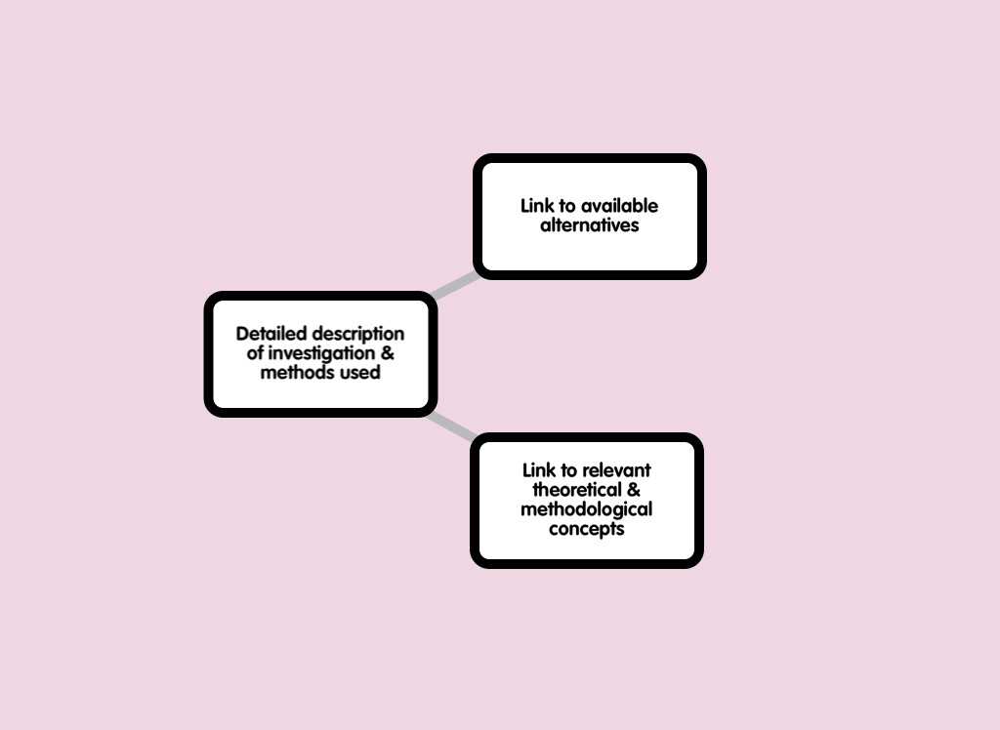 Link to available
alternatives
Detailed description
of investigation &
methods used
Link to relevant
theoretical &
methodological
concepts